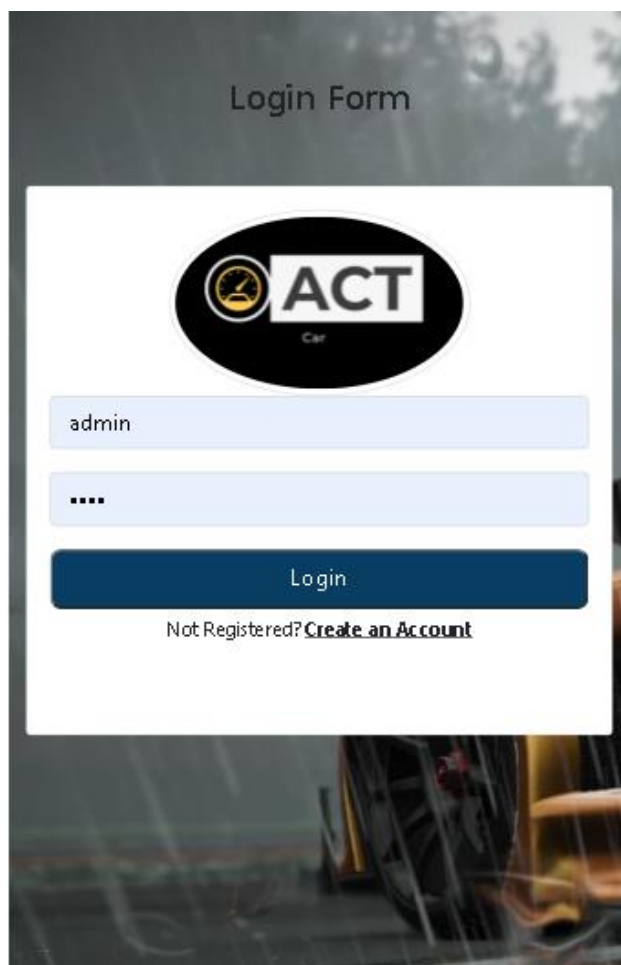 Login Form
ACT
Car
admin
••••
Login
Not Registered? Create an Account